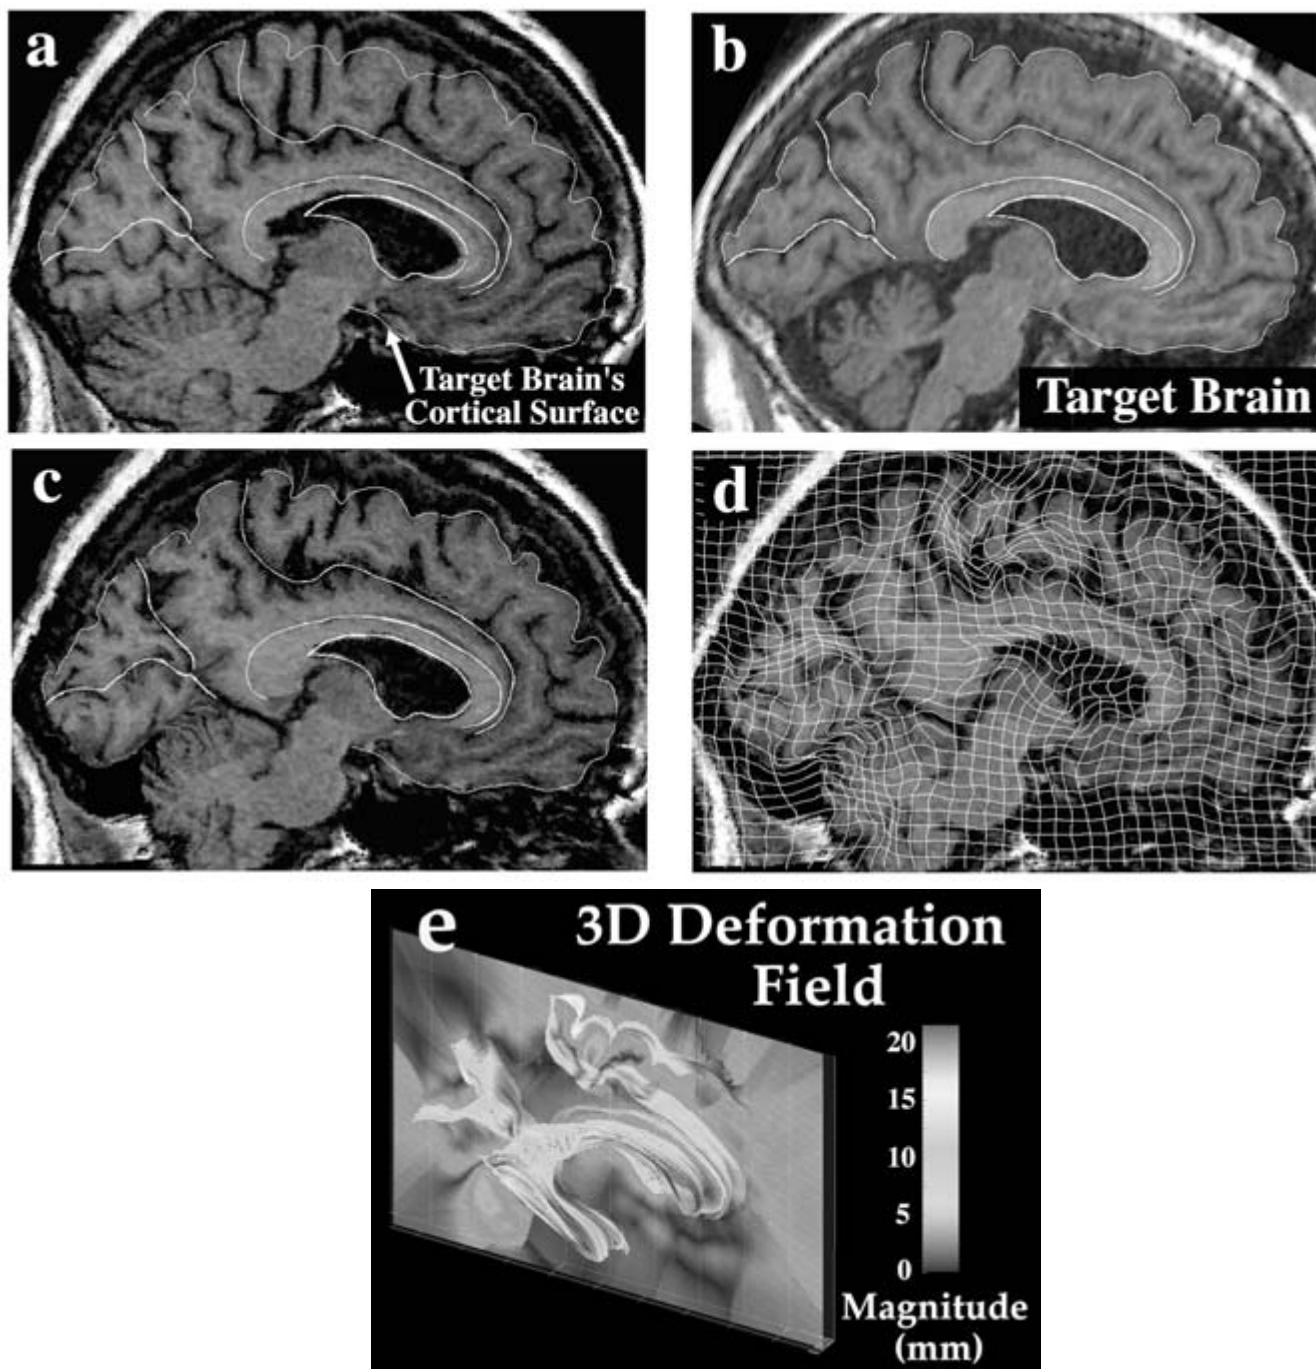 a
Target Brain's
Cortical Surface
b
Target Brain
c
d
e
3D Deformation
Field
20
15
10
5
0
Magnitude
(mm)